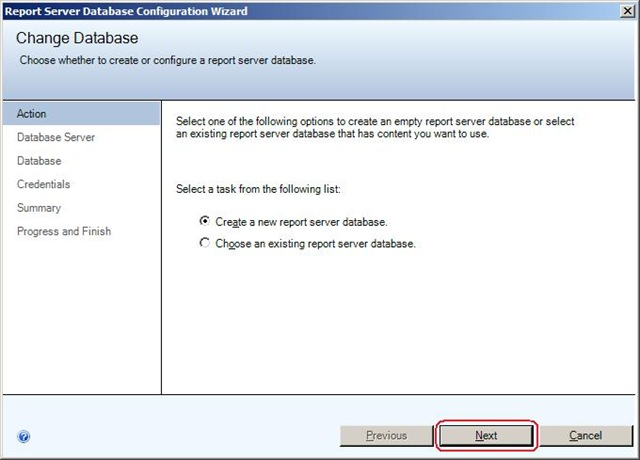 Report Server Database Configuration Wizard
Change Database
Choose whether to create or configure a report server database.
Action
Database Server
Database
Credentials
Summary
Progress and Finish
Select one of the following options to create an empty report server database or select
an existing report server database that has content you want to use.
Select a task from the following list:
Create a new report server database.
Choose an existing report server database.
Previous
Next
Cancel